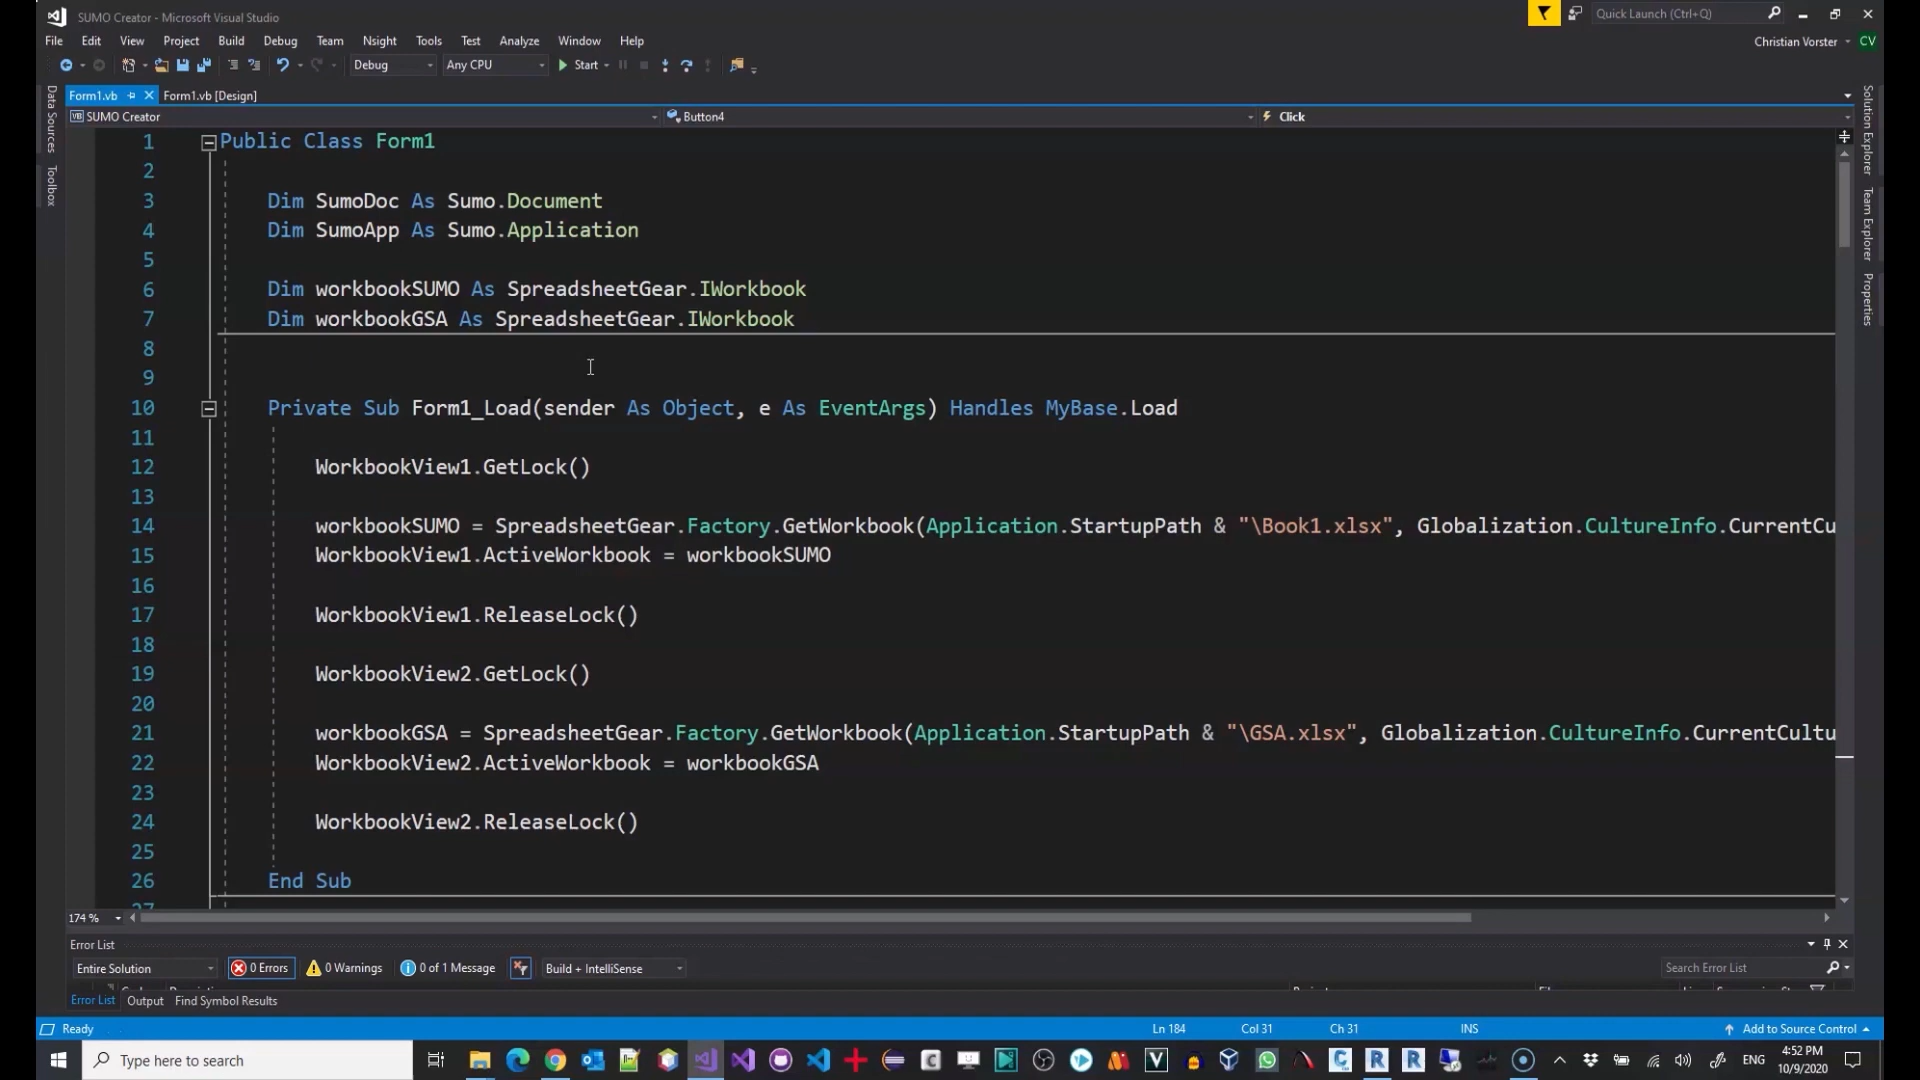 SUMO Creator - Microsoft Visual Studio
Quick Launch (Ctrl+Q)
File Edit View Project Build Debug Team Nsight Tools Test Analyze Window Help
Christian Vorster CV
Debug Any CPU Start
Form1.vb Form1.vb [Design]
SUMO Creator Button4 Click
Data Sources
Toolbox
Solution Explorer
Team Explorer
Properties
1 Public Class Form1
2
3 Dim SumoDoc As Sumo.Document
4 Dim SumoApp As Sumo.Application
5
6 Dim workbookSUMO As SpreadsheetGear.IWorkbook
7 Dim workbookGSA As SpreadsheetGear.IWorkbook
8
9
10 Private Sub Form1_Load(sender As Object, e As EventArgs) Handles MyBase.Load
11
12 WorkbookView1.GetLock()
13
14 workbookSUMO = SpreadsheetGear.Factory.GetWorkbook(Application.StartupPath & "\Book1.xlsx", Globalization.CultureInfo.CurrentCu
15 WorkbookView1.ActiveWorkbook = workbookSUMO
16
17 WorkbookView1.ReleaseLock()
18
19 WorkbookView2.GetLock()
20
21 workbookGSA = SpreadsheetGear.Factory.GetWorkbook(Application.StartupPath & "\GSA.xlsx", Globalization.CultureInfo.CurrentCultu
22 WorkbookView2.ActiveWorkbook = workbookGSA
23
24 WorkbookView2.ReleaseLock()
25
26 End Sub
27
174 %
Error List
Entire Solution 0 Errors 0 Warnings 0 of 1 Message Build + IntelliSense Search Error List
Error List Output Find Symbol Results
Ready Ln 184 Col 31 Ch 31 INS Add to Source Control
Type here to search ENG 4:52 PM
10/9/2020